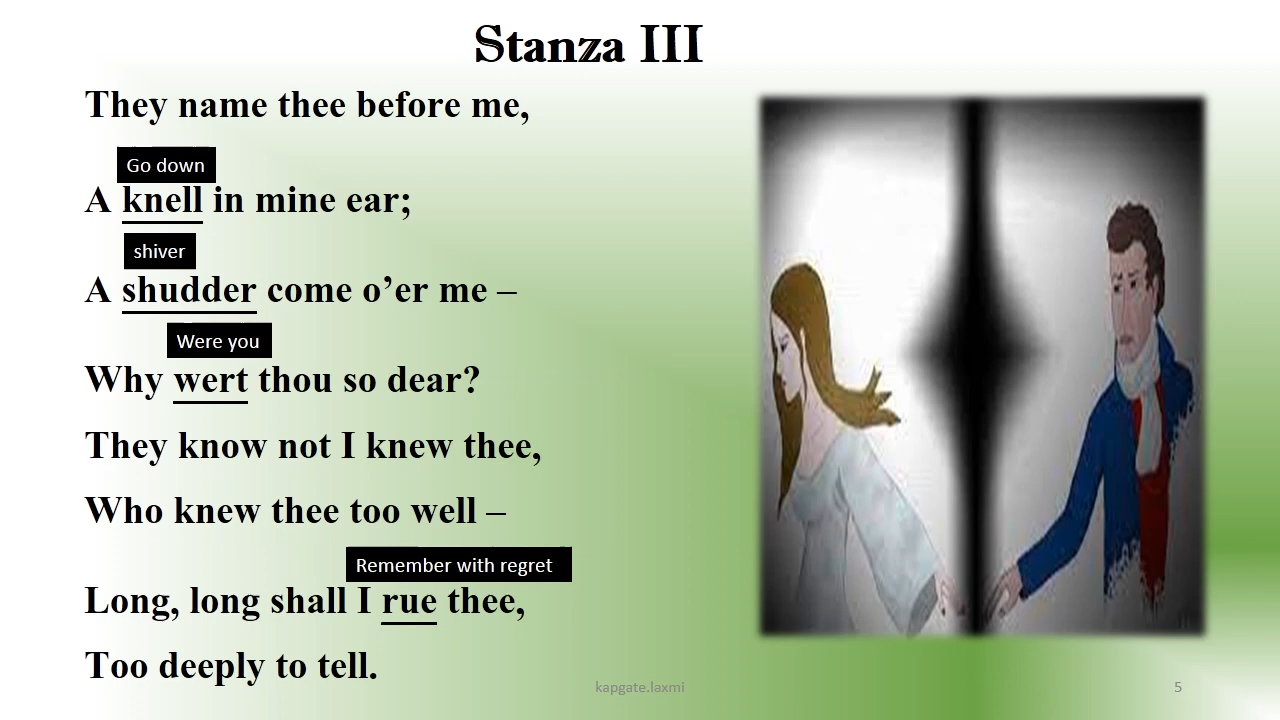 Stanza III
They name thee before me,
Go down
A knell in mine ear;
shiver
A shudder come o’er me –
Were you
Why wert thou so dear?
They know not I knew thee,
Who knew thee too well –
Remember with regret
Long, long shall I rue thee,
Too deeply to tell.
kapgate.laxmi
5